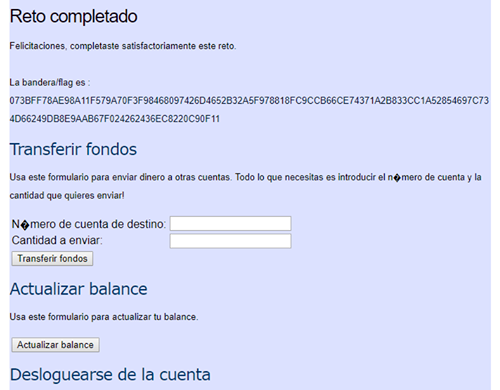 Reto completado
Felicitaciones, completaste satisfactoriamente este reto.
La bandera/flag es :
073BFF78AE98A11F579A70F3F98468097426D4652B32A5F978818FC9CCB66CE74371A2B833CC1A52854697C73
4D66249DB8E9AAB67F024262436EC8220C90F11
Transferir fondos
Usa este formulario para enviar dinero a otras cuentas. Todo lo que necesitas es introducir el n�mero de cuenta y la
cantidad que quieres enviar!
N�mero de cuenta de destino:
Cantidad a enviar:
Transferir fondos
Actualizar balance
Usa este formulario para actualizar tu balance.
Actualizar balance
Desloguearse de la cuenta